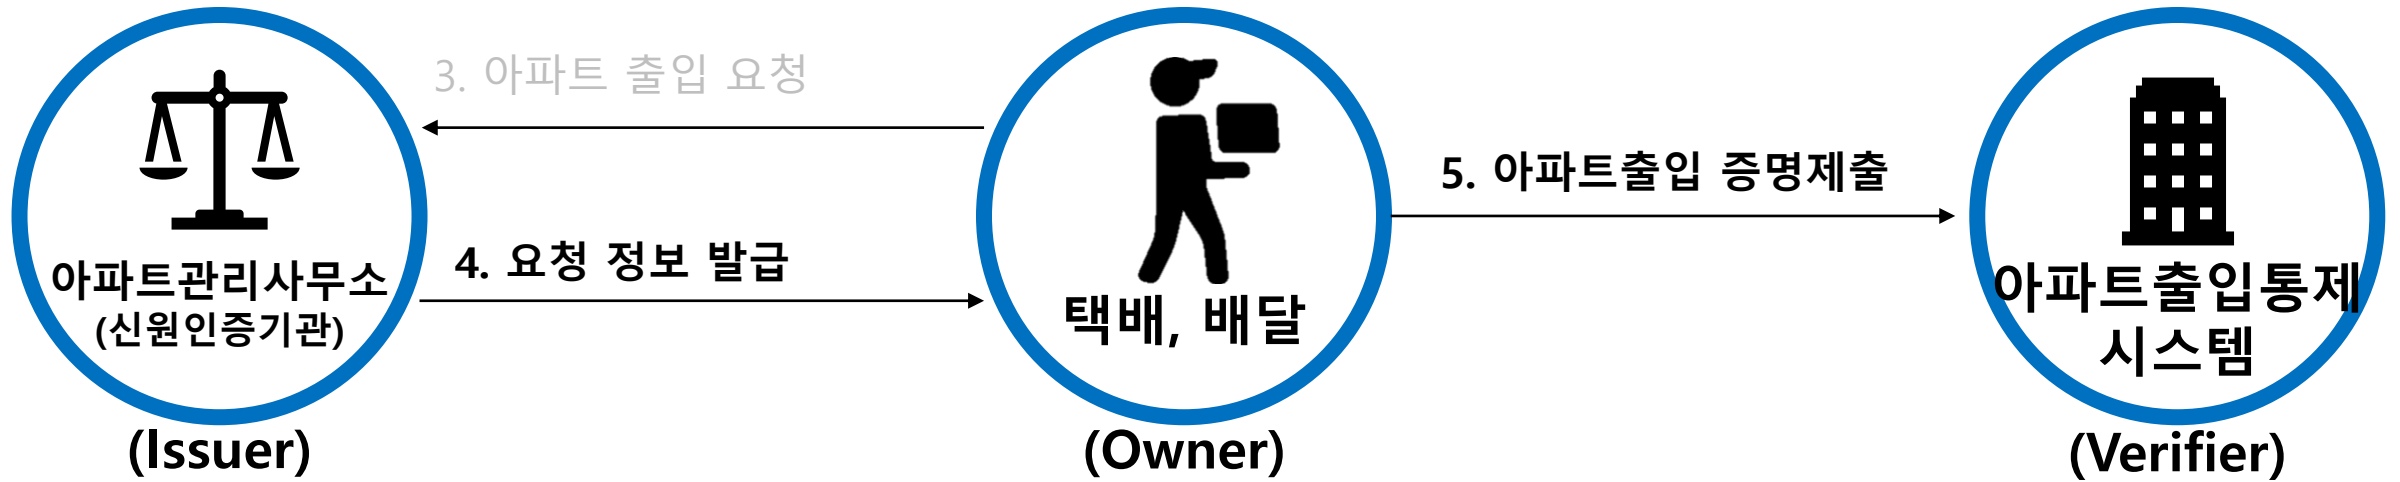 3. 아파트 출입 요청
4. 요청 정보 발급
아파트관리사무소
(신원인증기관)
(Issuer)
택배, 배달
(Owner)
5. 아파트출입 증명제출
아파트출입통제
시스템
(Verifier)